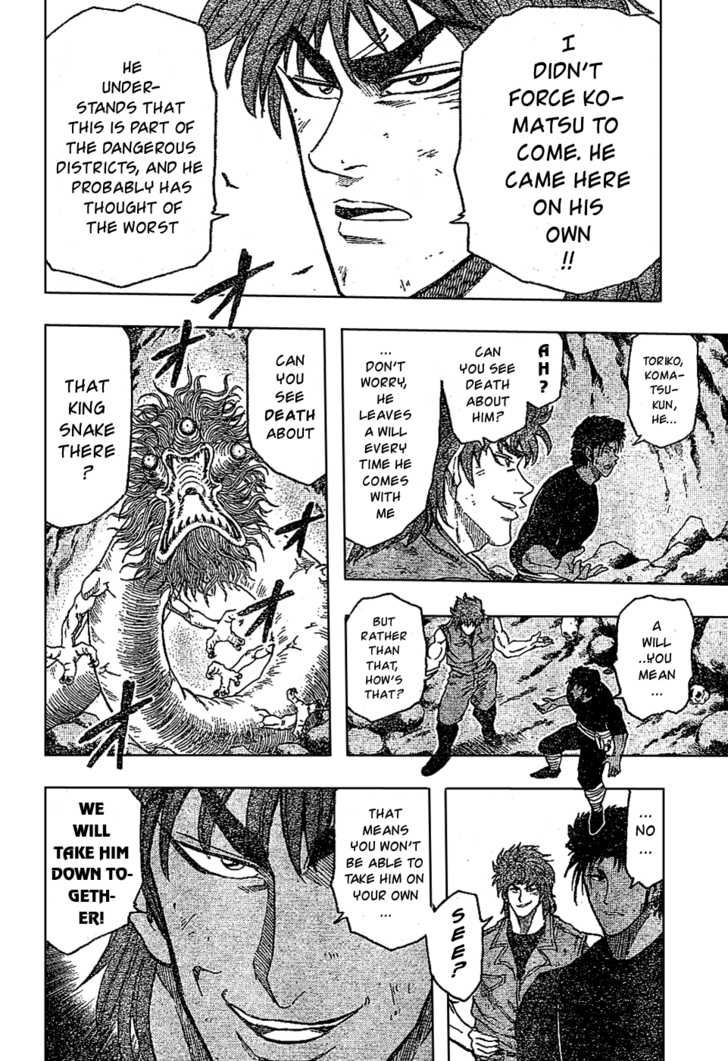 I
DIDN'T
FORCE KO-
MATSU TO
COME. HE
CAME HERE
ON HIS
OWN
!!
HE
UNDER-
STANDS THAT
THIS IS PART OF
THE DANGEROUS
DISTRICTS, AND HE
PROBABLY HAS
THOUGHT OF
THE WORST
TORIKO,
KOMA-
TSU-
KUN,
HE...
AH?
CAN
YOU SEE
DEATH
ABOUT
HIM?
...
DON'T
WORRY,
HE
LEAVES
A WILL
EVERY
TIME HE
COMES
WITH
ME
A
WILL
..YOU
MEAN
...
BUT
RATHER
THAN
THAT,
HOW'S
THAT?
CAN
YOU
SEE
DEATH
ABOUT
THAT
KING
SNAKE
THERE
?
...
NO
...
SEE?
THAT
MEANS
YOU WON'T
BE ABLE TO
TAKE HIM ON
YOUR OWN
...
WE
WILL
TAKE HIM
DOWN TO-
GETH-
ER!